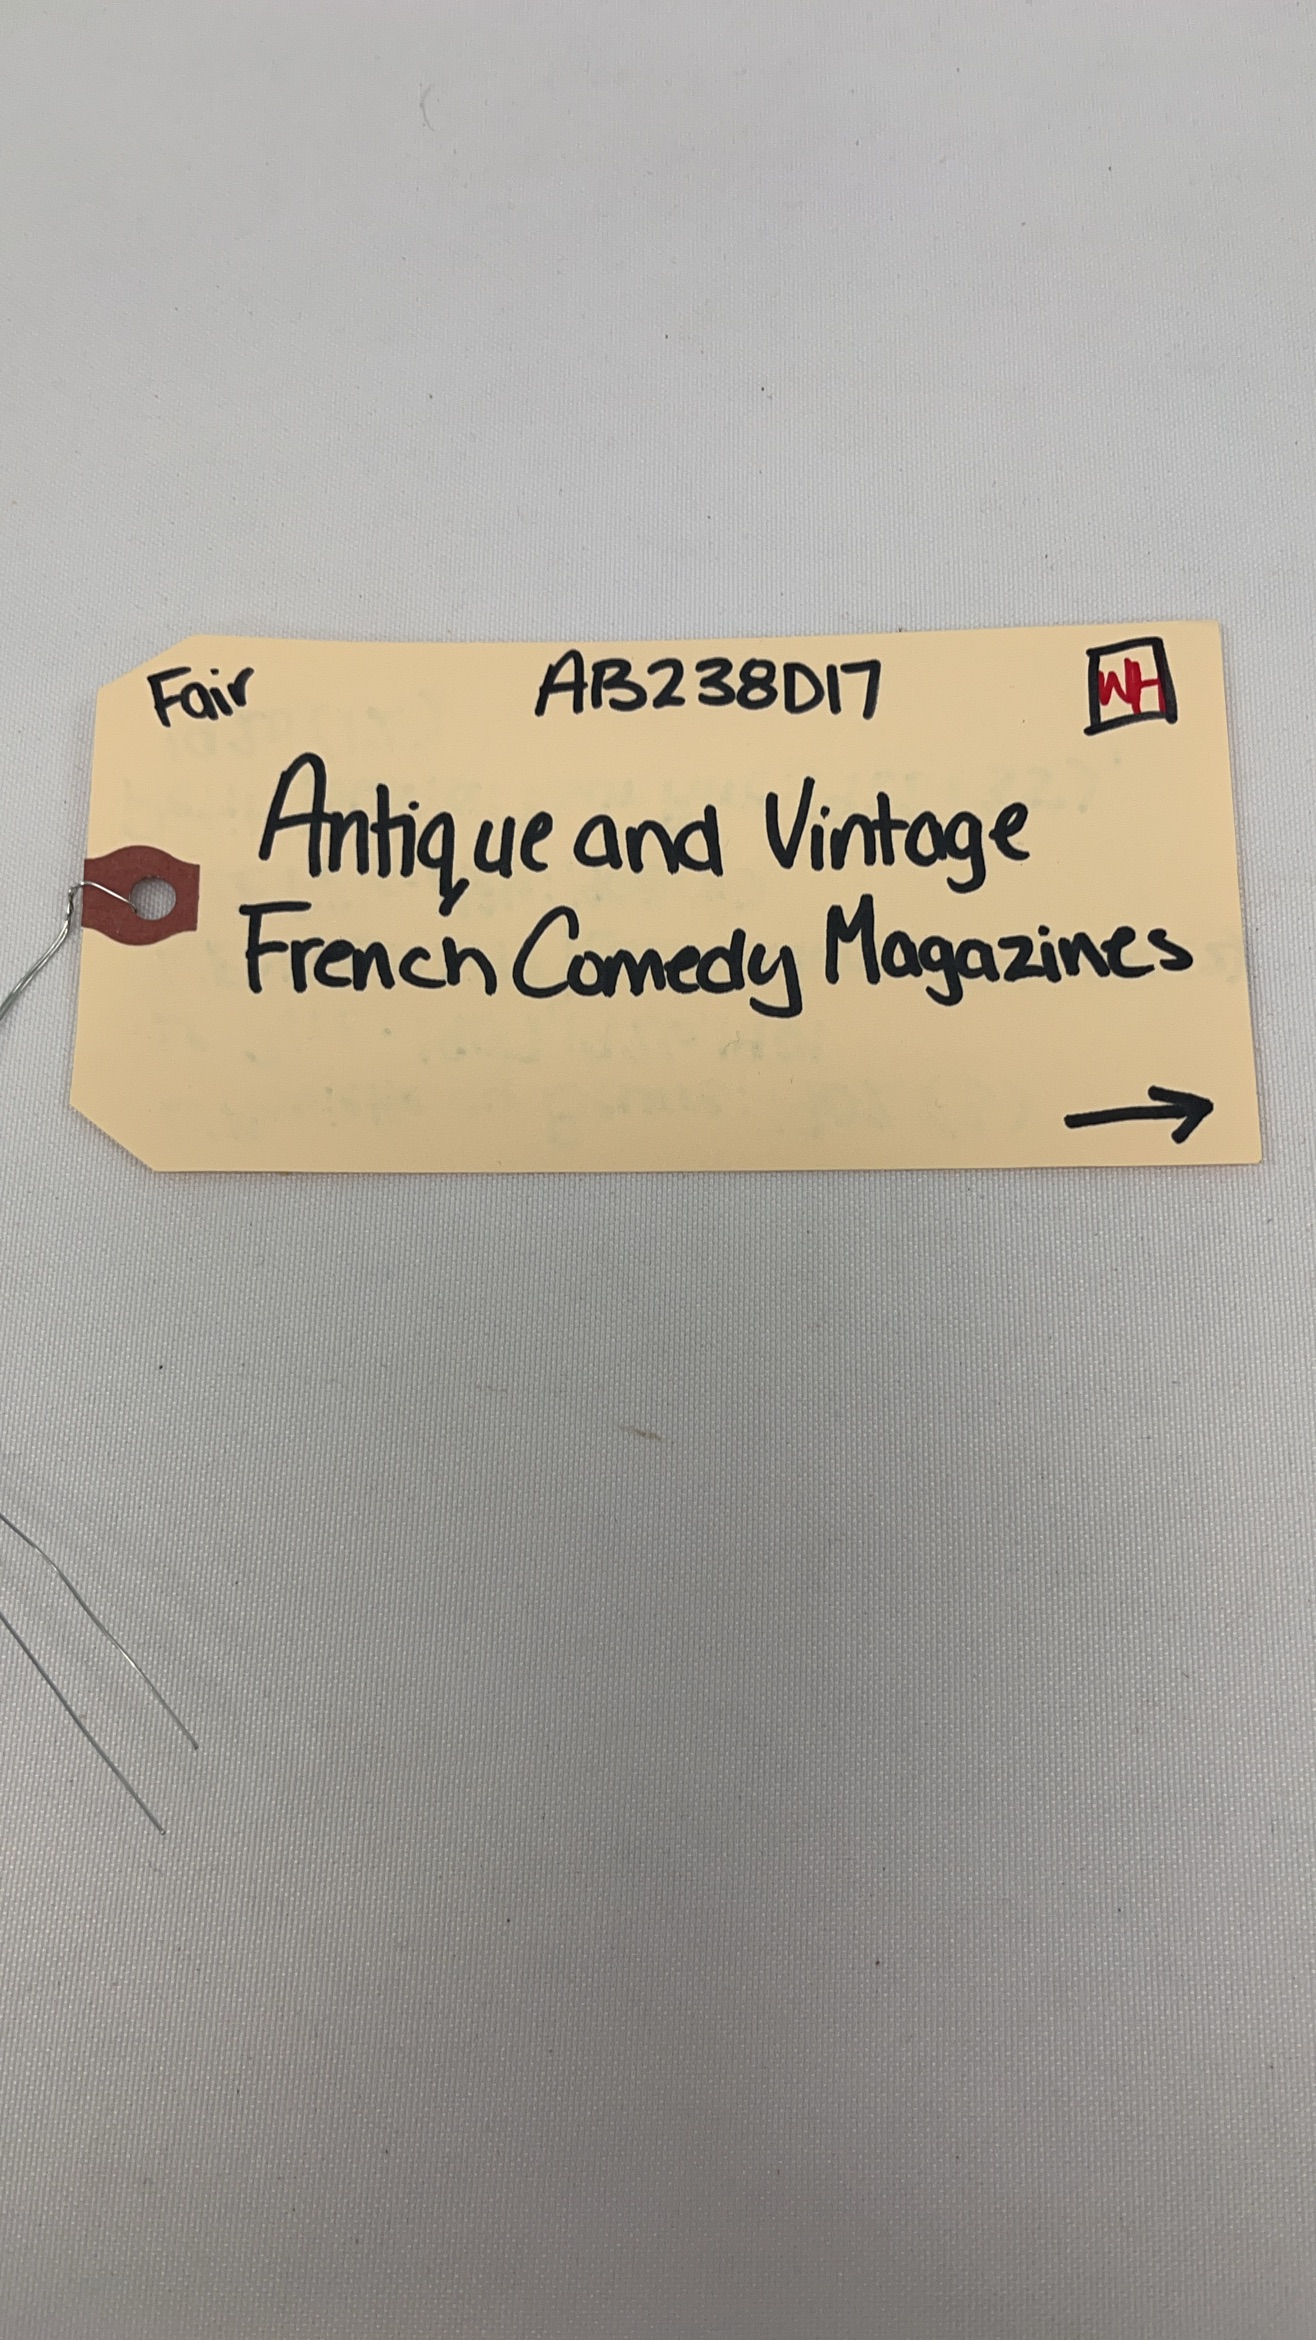 Fair AB238D17 WH
Antique and Vintage
French Comedy Magazines
→